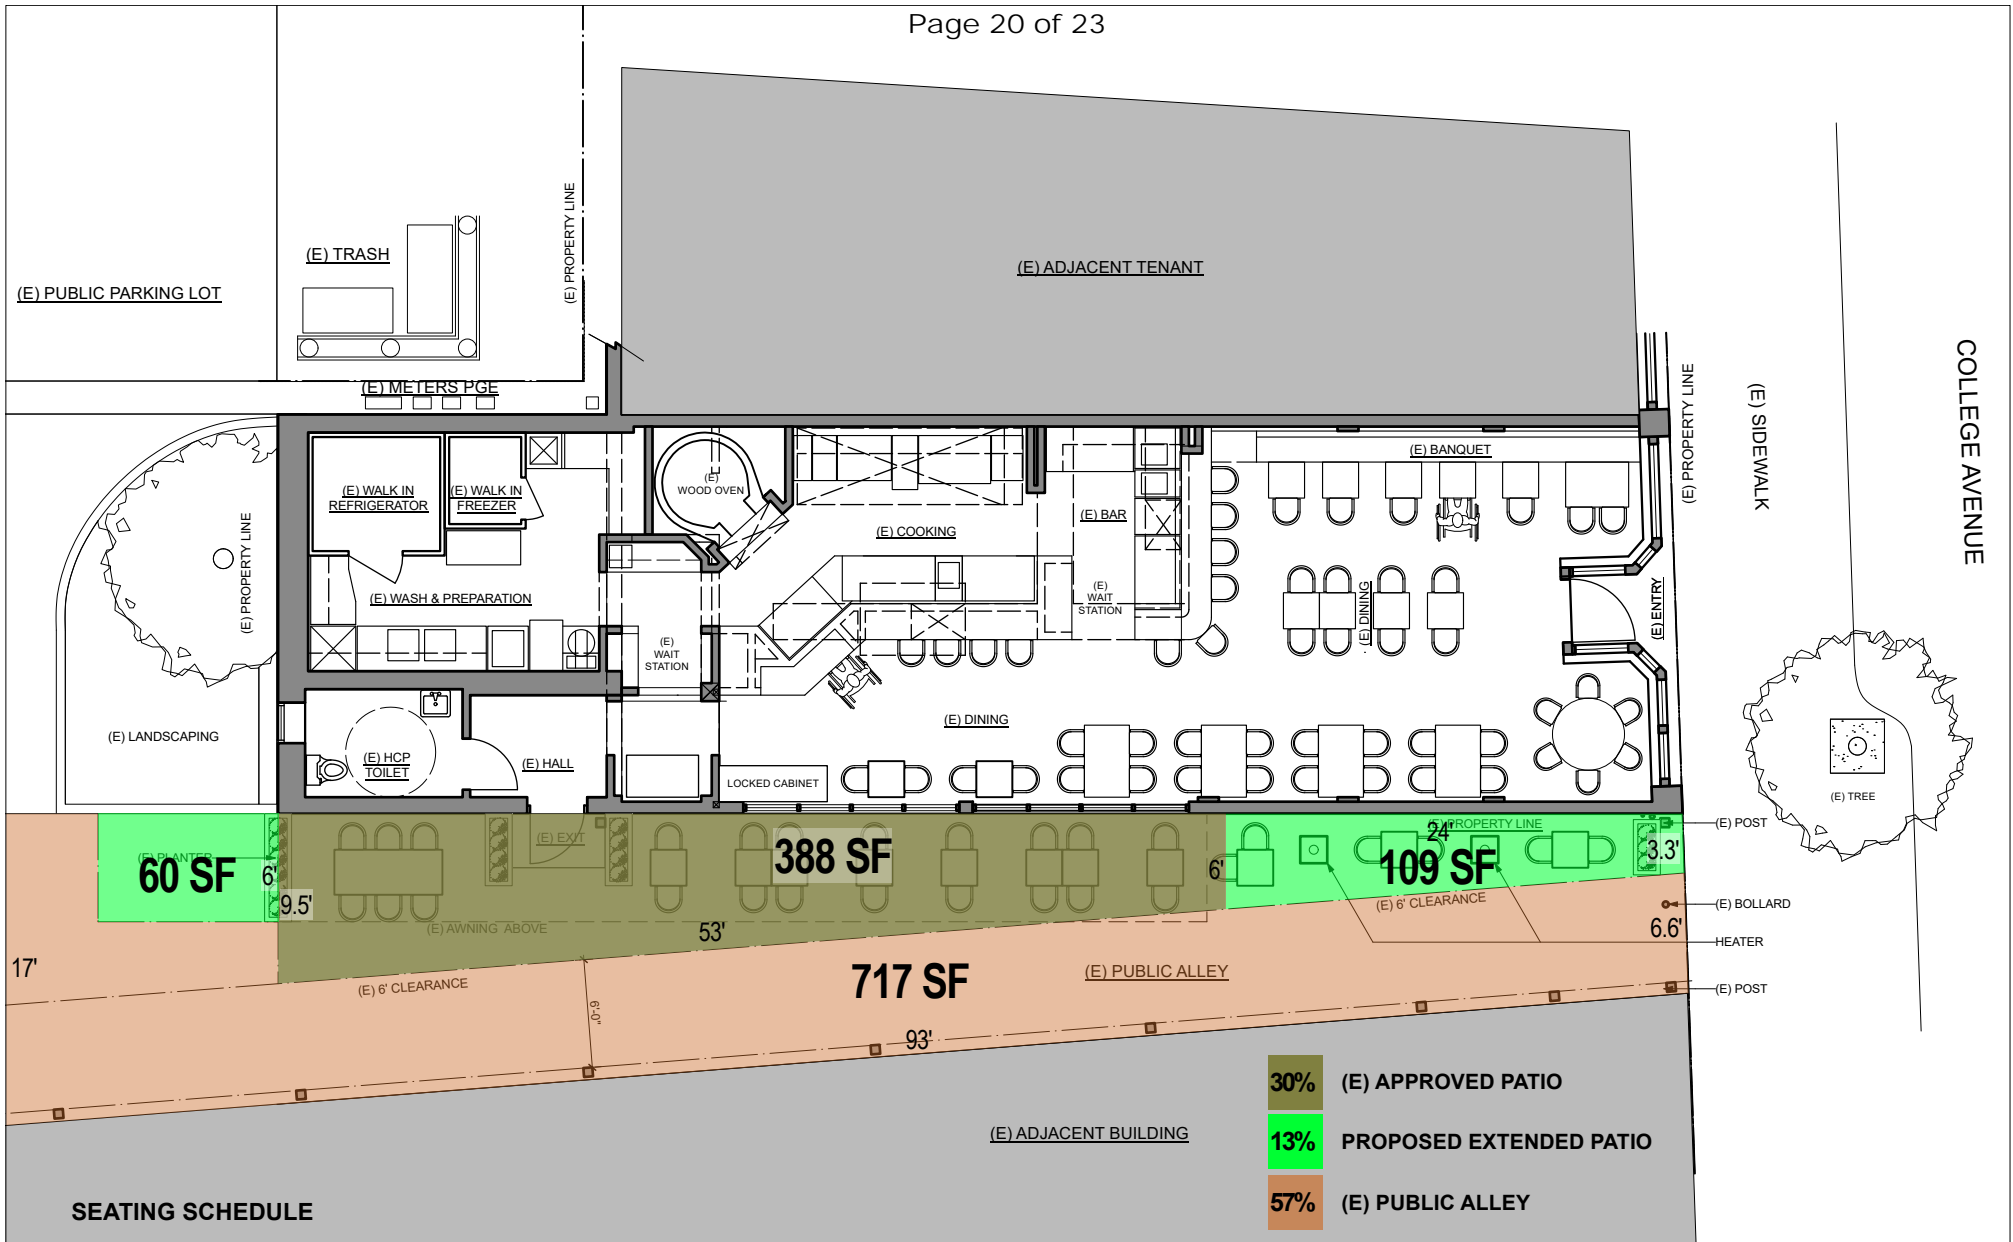 Page 20 of 23
(E) PROPERTY LINE
(E) TRASH
(E) PUBLIC PARKING LOT
(E) ADJACENT TENANT
(E) METERS PGE
(E) PROPERTY LINE
(E) SIDEWALK
COLLEGE AVENUE
(E) BANQUET
(E) WALK IN
REFRIGERATOR
(E) WALK IN
FREEZER
(E)
WOOD OVEN
(E) COOKING
(E) BAR
(E) PROPERTY LINE
(E) WASH & PREPARATION
(E)
WAIT
STATION
(E)
WAIT
STATION
(E) DINING
(E) ENTRY
(E) LANDSCAPING
(E) HCP
TOILET
(E) HALL
(E) DINING
LOCKED CABINET
(E) TREE
(E) EXIT
(E) PROPERTY LINE
24'
(E) POST
(E) PLANTER
60 SF
6'
388 SF
6'
109 SF
3.3'
9.5'
(E) 6' CLEARANCE
(E) BOLLARD
(E) AWNING ABOVE
53'
6.6'
HEATER
17'
(E) 6' CLEARANCE
717 SF
(E) PUBLIC ALLEY
(E) POST
6'-0"
93'
30% (E) APPROVED PATIO
(E) ADJACENT BUILDING
13% PROPOSED EXTENDED PATIO
57% (E) PUBLIC ALLEY
SEATING SCHEDULE